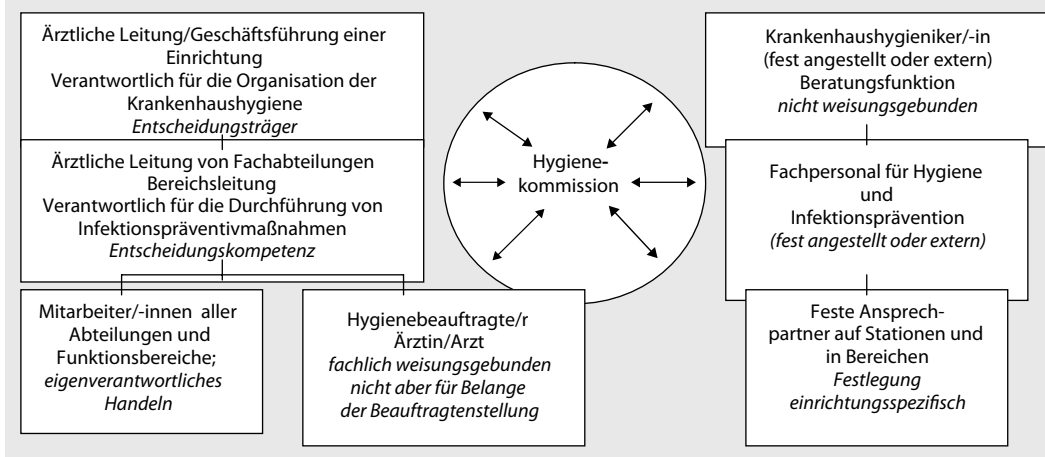 Ärztliche Leitung/Geschäftsführung einer
Einrichtung
Verantwortlich für die Organisation der
Krankenhaushygiene
Entscheidungsträger
Ärztliche Leitung von Fachabteilungen
Bereichsleitung
Verantwortlich für die Durchführung von
Infektionspräventivmaßnahmen
Entscheidungskompetenz
Mitarbeiter/-innen aller
Abteilungen und
Funktionsbereiche;
eigenverantwortliches
Handeln
Hygienebeauftragte/r
Ärztin/Arzt
fachlich weisungsgebunden
nicht aber für Belange
der Beauftragtenstellung
Hygiene-
kommission
Krankenhaushygieniker/-in
(fest angestellt oder extern)
Beratungsfunktion
nicht weisungsgebunden
Fachpersonal für Hygiene
und
Infektionsprävention
(fest angestellt oder extern)
Feste Ansprech-
partner auf Stationen und
in Bereichen
Festlegung
einrichtungsspezifisch